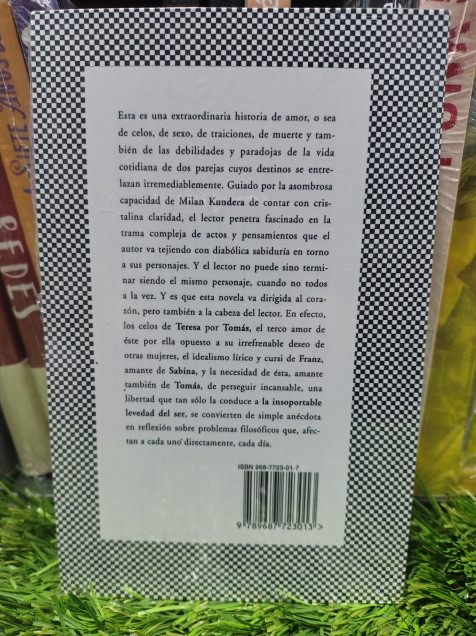 Esta es una extraordinaria historia de amor, o sea
de celos, de sexo, de traiciones, de muerte y tam-
bién de las debilidades y paradojas de la vida
cotidiana de dos parejas cuyos destinos se entre-
lazan irremediablemente. Guiado por la asombrosa
capacidad de Milan Kundera de contar con cris-
talina claridad, el lector penetra fascinado en la
trama compleja de actos y pensamientos que el
autor va tejiendo con diabólica sabiduría en torno
a sus personajes. Y el lector no puede sino termi-
nar siendo el mismo personaje, cuando no todos
a la vez. Y es que esta novela va dirigida al cora-
zón, pero también a la cabeza del lector. En efecto,
los celos de Teresa por Tomás, el terco amor de
éste por ella opuesto a su irrefrenable deseo de
otras mujeres, el idealismo lírico y cursi de Franz,
amante de Sabina, y la necesidad de ésta, amante
también de Tomás, de perseguir incansable, una
libertad que tan sólo la conduce a la insoportable
levedad del ser, se convierten de simple anécdota
en reflexión sobre problemas filosóficos que, afec-
tan a cada uno directamente, cada día.
ISBN 968-7723-01-7
9 789687 723013 >
SIETE AÑOS
REDES